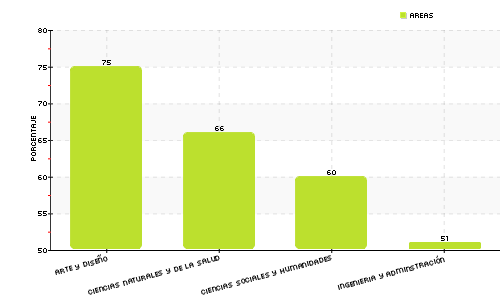 AREAS
80
75
70
65
60
55
50
PORCENTAJE
75
66
60
51
ARTE Y DISEÑO
CIENCIAS NATURALES Y DE LA SALUD
CIENCIAS SOCIALES Y HUMANIDADES
INGENIERIA Y ADMINSTRACIÓN